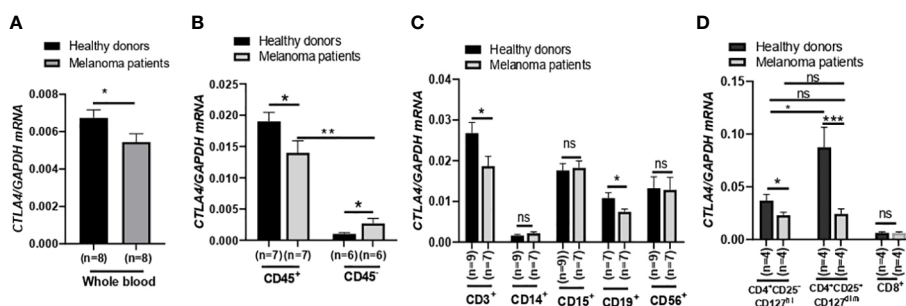 A
Healthy donors
Melanoma patients
CTLA4/GAPDH mRNA
0.008
0.006
0.004
0.002
0.000
*
(n=8) (n=8)
Whole blood
B
Healthy donors
Melanoma patients
CTLA4/GAPDH mRNA
0.025
0.020
0.015
0.010
0.005
0.000
*
**
*
(n=7) (n=7) (n=6) (n=6)
CD45⁺ CD45⁻
C
Healthy donors
Melanoma patients
CTLA4/GAPDH mRNA
0.04
0.03
0.02
0.01
0.00
*
ns
ns
*
ns
(n=9) (n=7) (n=9) (n=7) (n=9) (n=7) (n=7) (n=7) (n=9) (n=7)
CD3⁺ CD14⁺ CD15⁺ CD19⁺ CD56⁺
D
Healthy donors
Melanoma patients
CTLA4/GAPDH mRNA
0.15
0.10
0.05
0.00
ns
ns
*
***
*
ns
(n=4) (n=4) (n=4) (n=4) (n=4) (n=4)
CD4⁺CD25⁻ CD4⁺CD25⁺ CD8⁺
CD127ʰⁱ CD127ᵈⁱᵐ